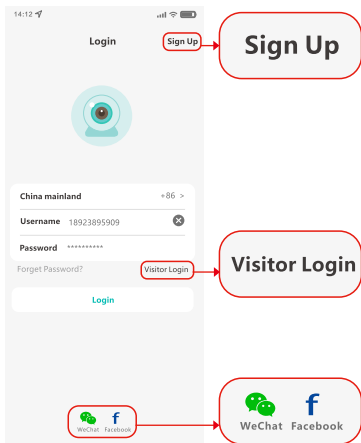 14:12
Login
Sign Up
Sign Up
China mainland +86 >
Username 18923895909
Password **********
Forget Password?
Visitor Login
Visitor Login
Login
WeChat Facebook
WeChat Facebook